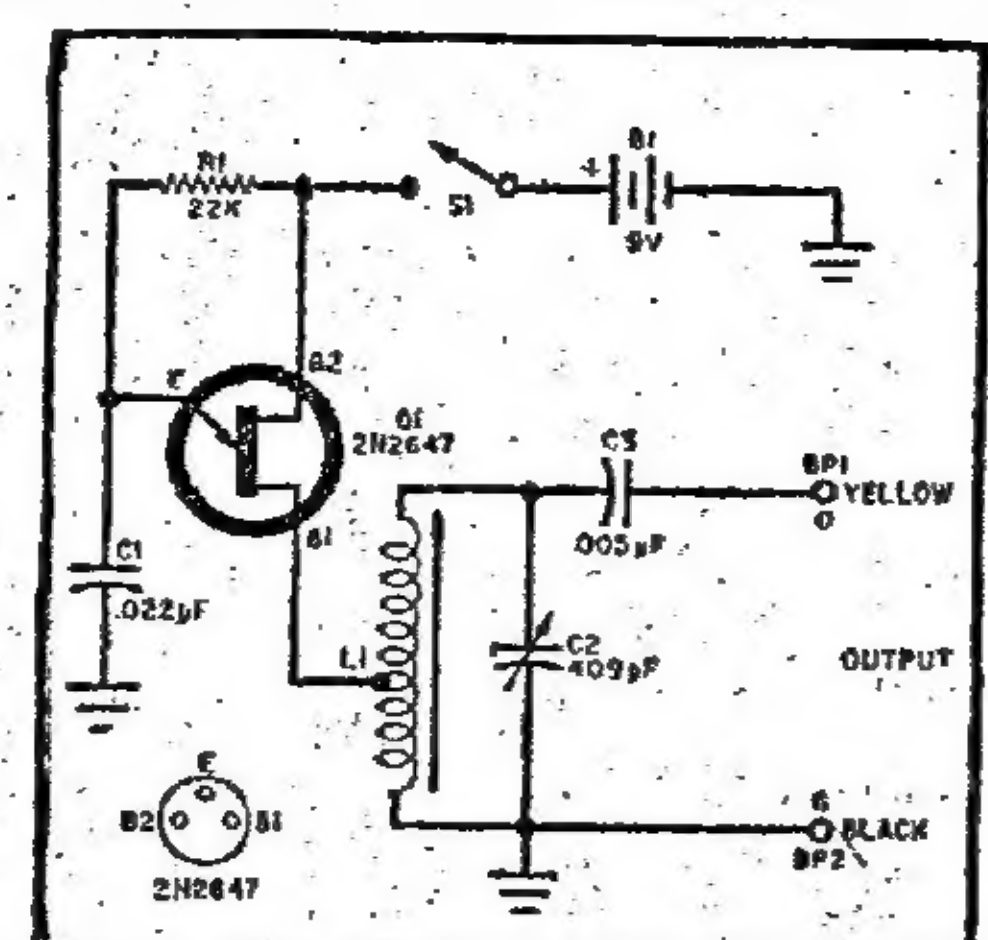 R1
22K
S1
+
B1
9V
E
B2
Q1
2N2647
B1
C1
.022µF
L1
C3
.005µF
BP1
YELLOW
C2
409pF
OUTPUT
G
BLACK
BP2
E
B2
B1
2N2647